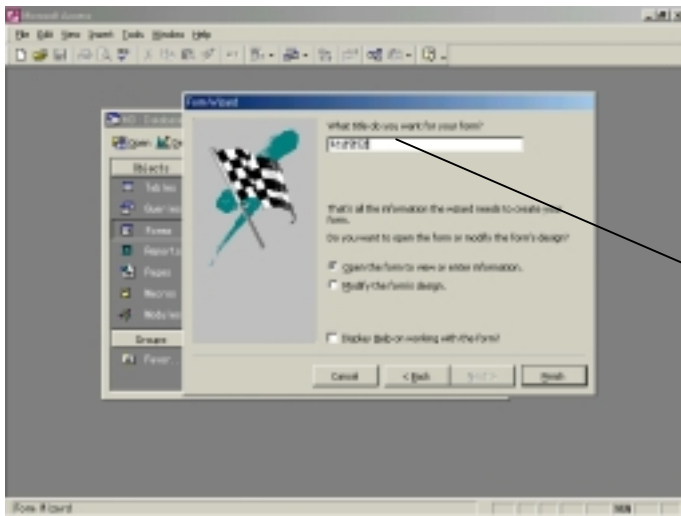 Microsoft Access
File Edit View Insert Tools Window Help
Form Wizard
Database
Open
What title do you want for your form?
Objects
Tables
Queries
Forms
Reports
Pages
Macros
Modules
Groups
Favor...
That's all the information the wizard needs to create your
form.
Do you want to open the form or modify the form's design?
Open the form to view or enter information.
Modify the form's design.
Display Help on working with the form?
Cancel < Back Next > Finish
Form Wizard NUM